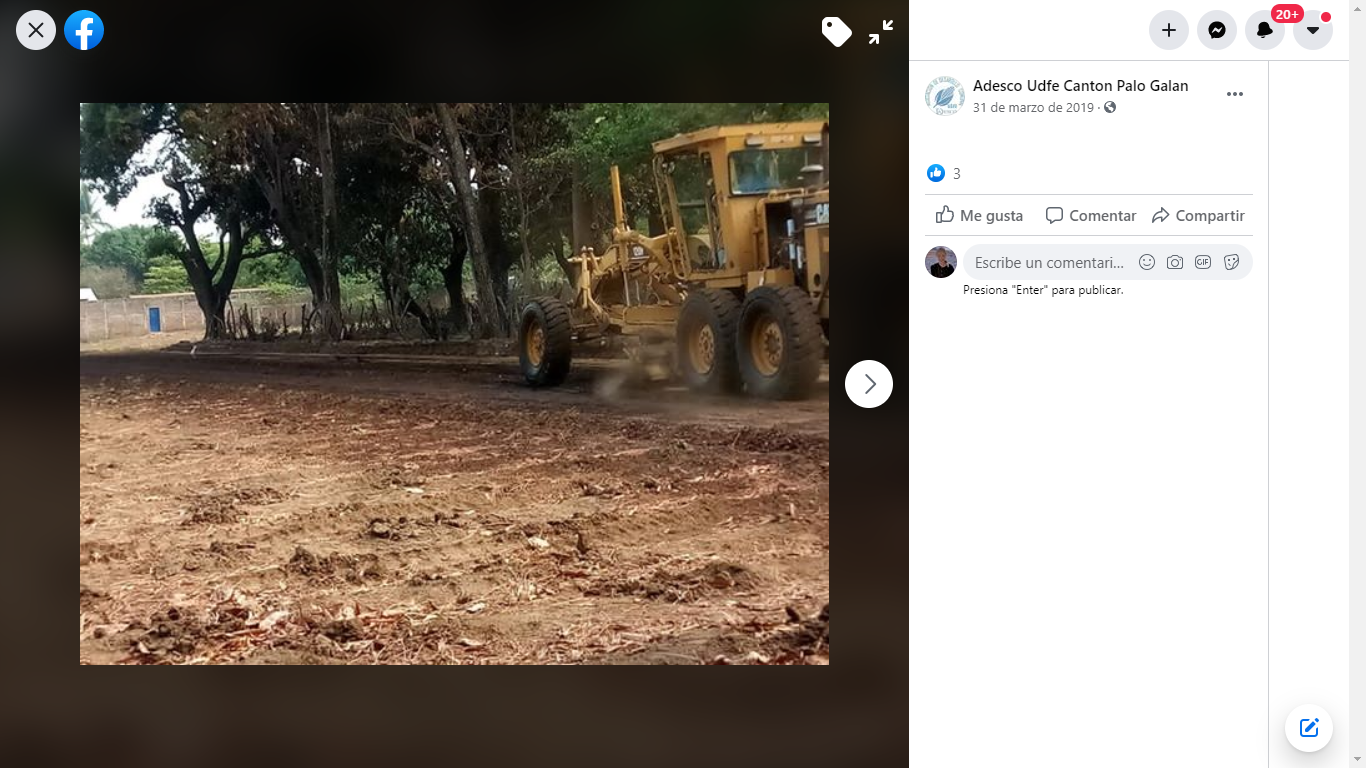 20+
Adesco Udfe Canton Palo Galan
31 de marzo de 2019 ·
3
Me gusta Comentar Compartir
Escribe un comentari... GIF
Presiona "Enter" para publicar.